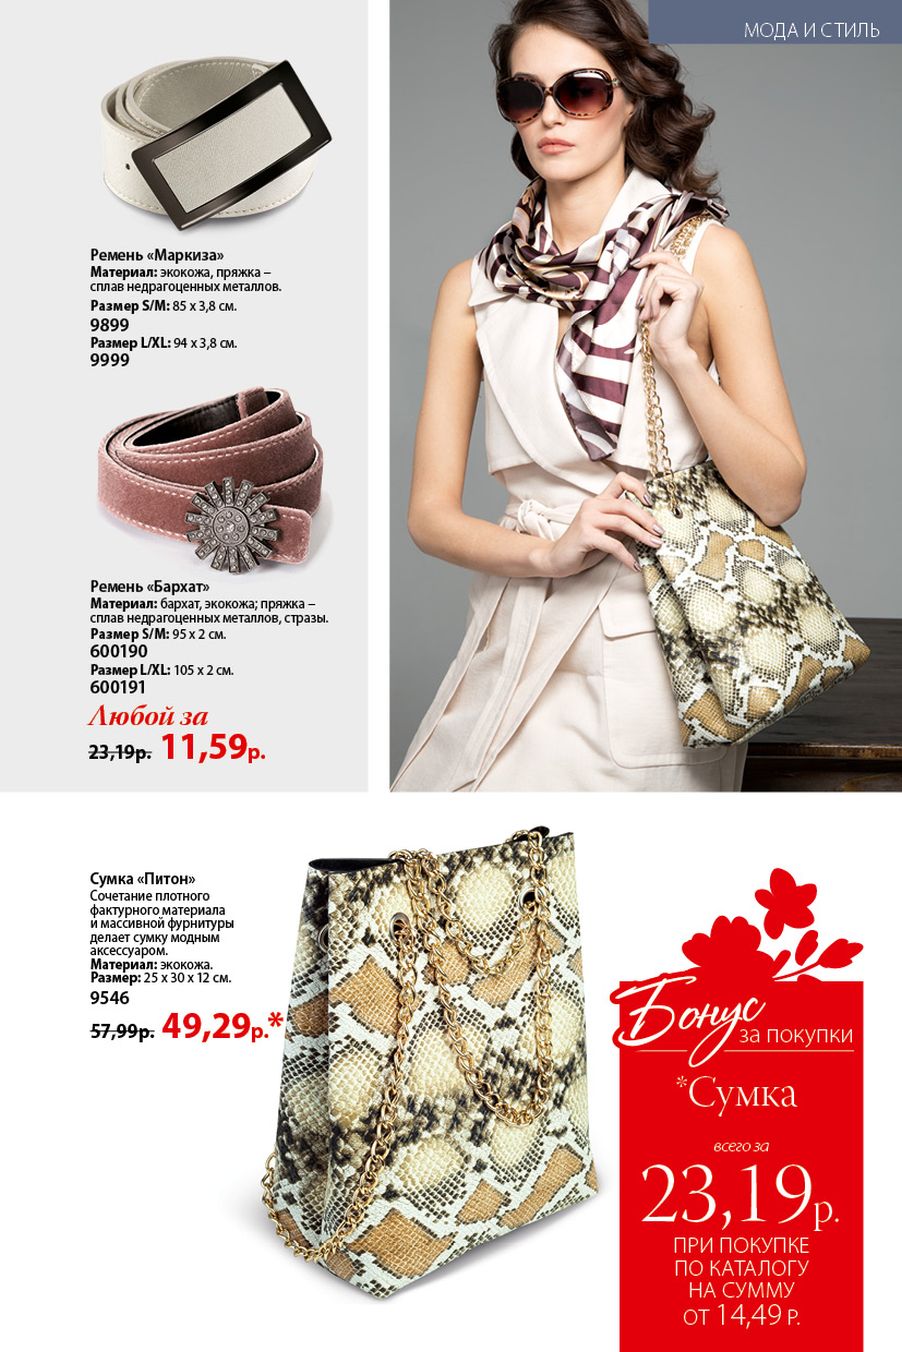 МОДА И СТИЛЬ
Ремень «Маркиза»
Материал: экокожа, пряжка –
сплав недрагоценных металлов.
Размер S/M: 85 х 3,8 см.
9899
Размер L/XL: 94 х 3,8 см.
9999
Ремень «Бархат»
Материал: бархат, экокожа; пряжка –
сплав недрагоценных металлов, стразы.
Размер S/M: 95 х 2 см.
600190
Размер L/XL: 105 х 2 см.
600191
Любой за
23,19р. 11,59р.
Сумка «Питон»
Сочетание плотного
фактурного материала
и массивной фурнитуры
делает сумку модным
аксессуаром.
Материал: экокожа.
Размер: 25 х 30 х 12 см.
9546
57,99р. 49,29р.*
Бонус
за покупки
*Сумка
всего за
23,19р.
ПРИ ПОКУПКЕ
ПО КАТАЛОГУ
НА СУММУ
ОТ 14,49 Р.